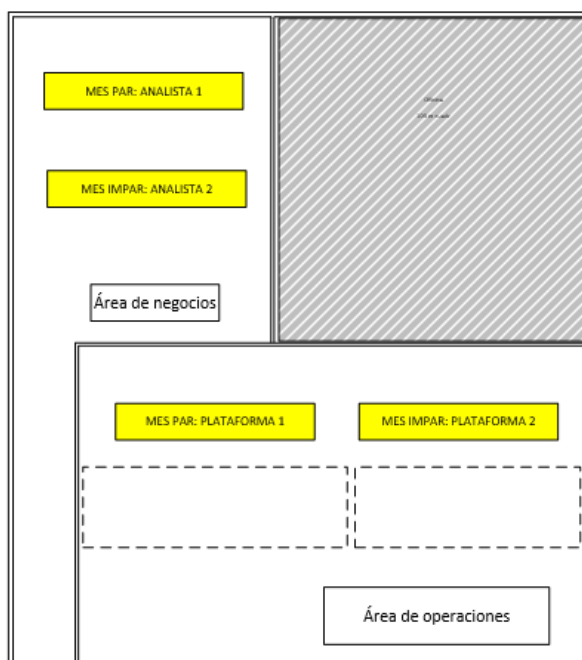 MES PAR: ANALISTA 1
MES IMPAR: ANALISTA 2
Área de negocios
MES PAR: PLATAFORMA 1
MES IMPAR: PLATAFORMA 2
Área de operaciones